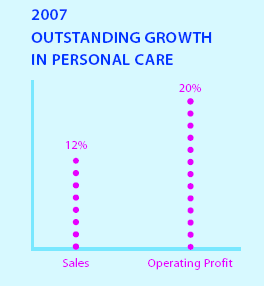 2007
OUTSTANDING GROWTH
IN PERSONAL CARE
20%
12%
Sales
Operating Profit